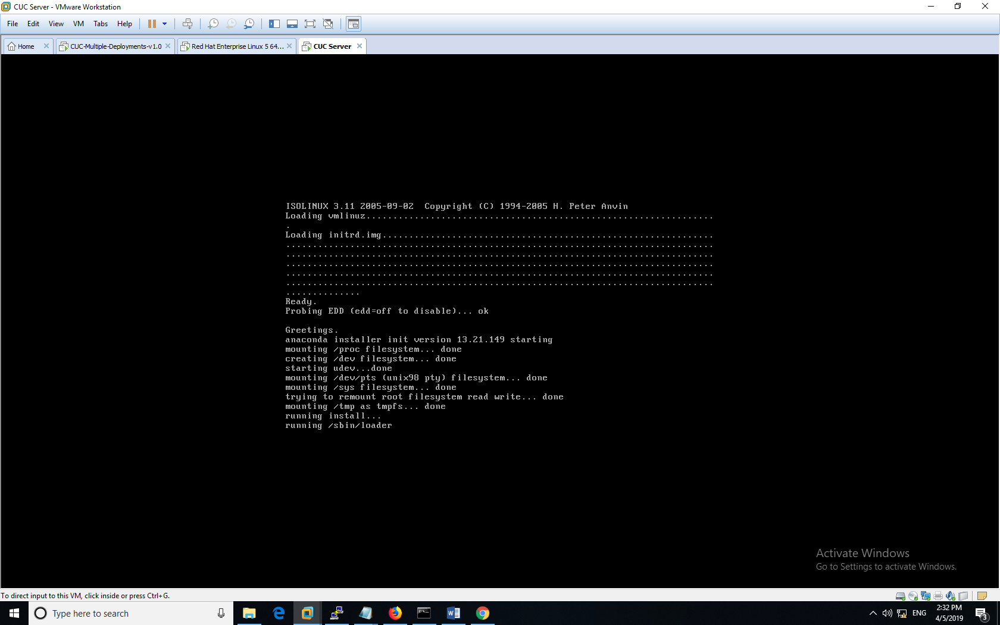 CUC Server - VMware Workstation
File Edit View VM Tabs Help
Home CUC-Multiple-Deployments-v1.0 Red Hat Enterprise Linux 5 64... CUC Server
ISOLINUX 3.11 2005-09-02 Copyright (C) 1994-2005 H. Peter Anvin
Loading vmlinuz.................................................................
.
Loading initrd.img..............................................................
................................................................................
................................................................................
................................................................................
................................................................................
................................................................................
..............
Ready.
Probing EDD (edd=off to disable)... ok
Greetings.
anaconda installer init version 13.21.149 starting
mounting /proc filesystem... done
creating /dev filesystem... done
starting udev...done
mounting /dev/pts (unix98 pty) filesystem... done
mounting /sys filesystem... done
trying to remount root filesystem read write... done
mounting /tmp as tmpfs... done
running install...
running /sbin/loader
Activate Windows
Go to Settings to activate Windows.
To direct input to this VM, click inside or press Ctrl+G.
Type here to search
ENG
2:32 PM
4/5/2019
3